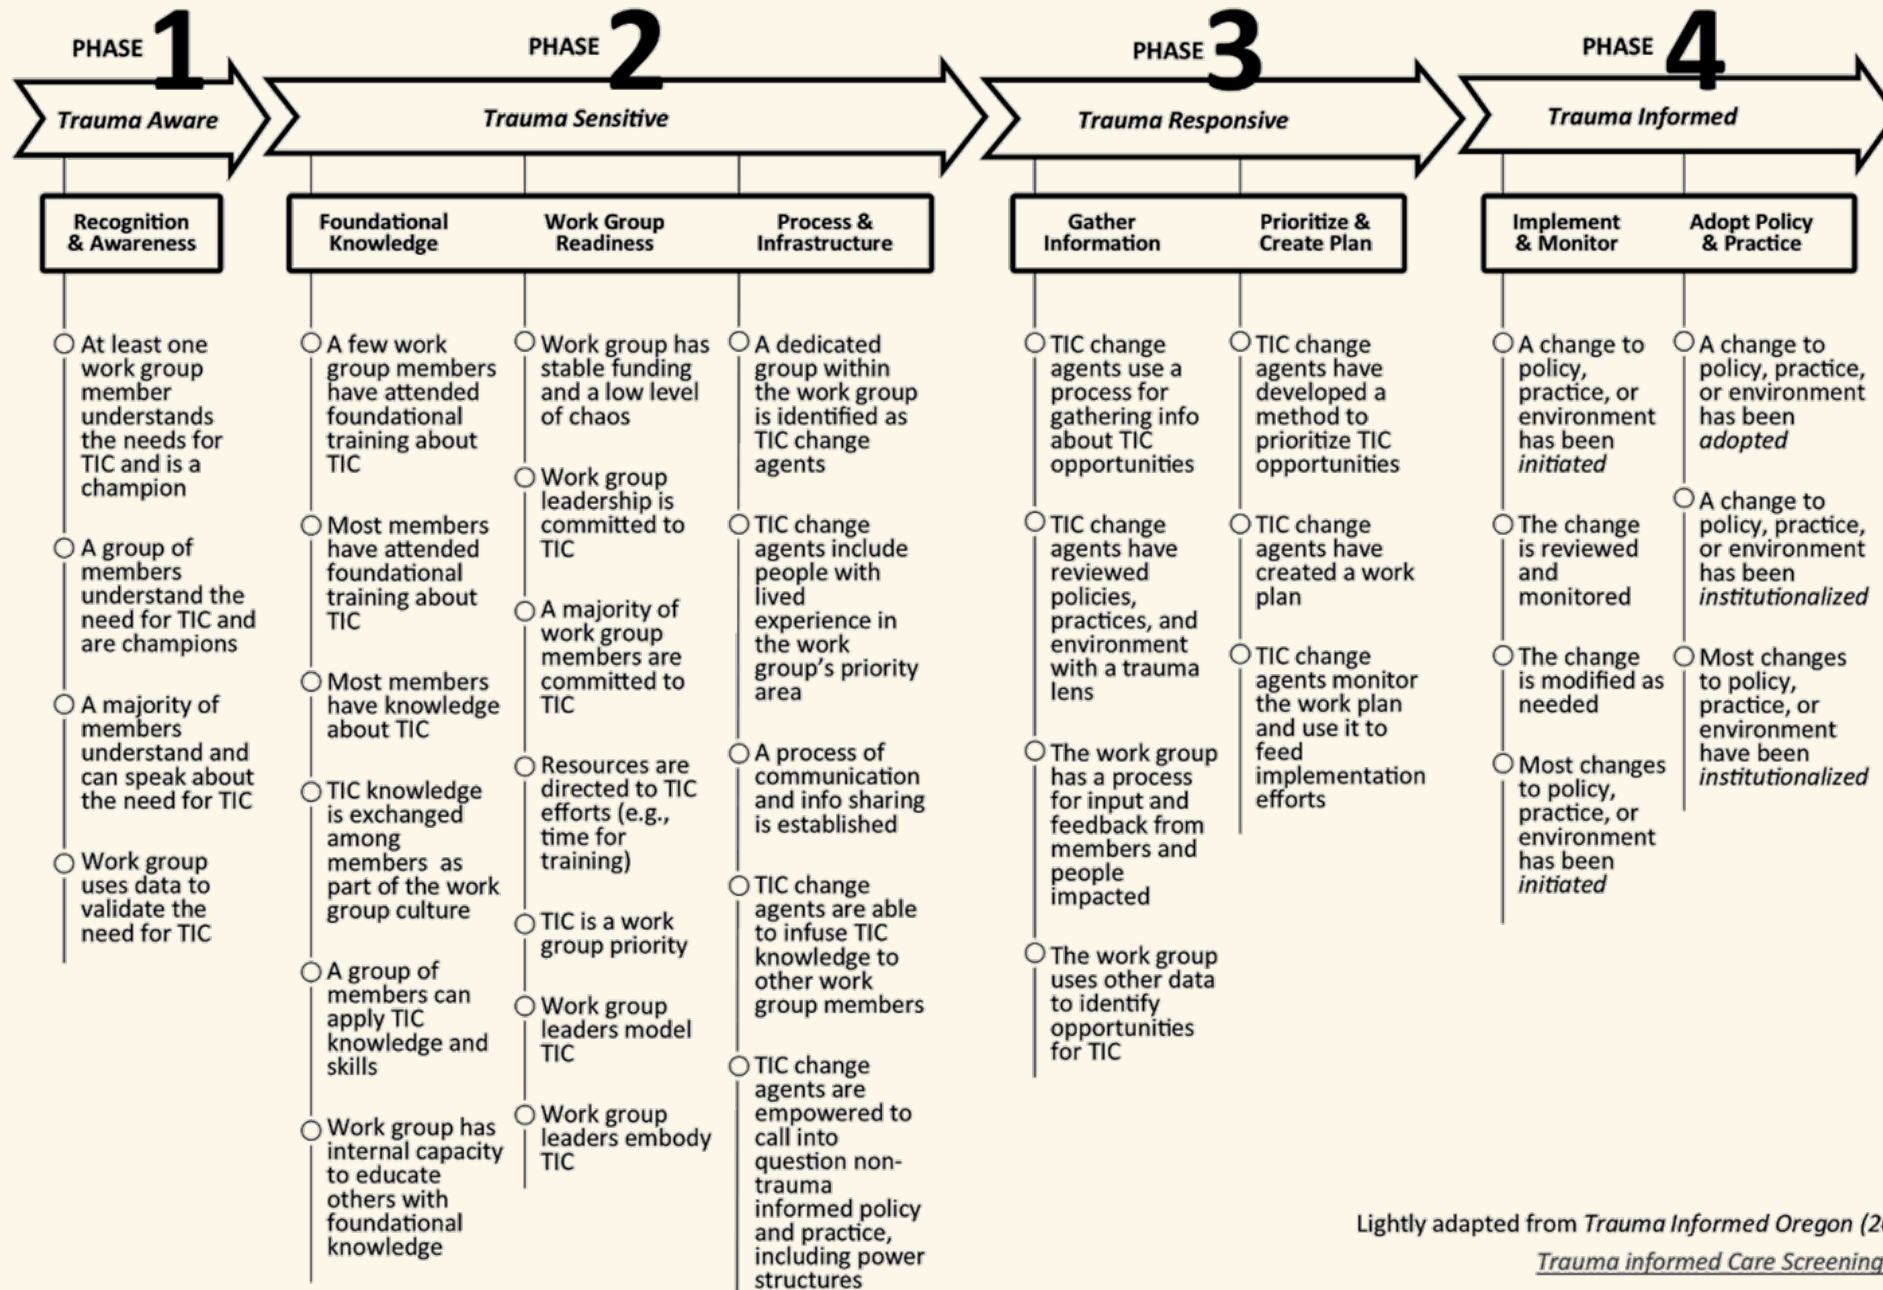 PHASE 1
Trauma Aware
Recognition
& Awareness
At least one
work group
member
understands
the needs for
TIC and is a
champion
A group of
members
understand the
need for TIC and
are champions
A majority of
members
understand and
can speak about
the need for TIC
Work group
uses data to
validate the
need for TIC
PHASE 2
Trauma Sensitive
Foundational
Knowledge
A few work
group members
have attended
foundational
training about
TIC
Most members
have attended
foundational
training about
TIC
Most members
have knowledge
about TIC
TIC knowledge
is exchanged
among
members as
part of the work
group culture
A group of
members can
apply TIC
knowledge and
skills
Work group has
internal capacity
to educate
others with
foundational
knowledge
Work Group
Readiness
Work group has
stable funding
and a low level
of chaos
Work group
leadership is
committed to
TIC
A majority of
work group
members are
committed to
TIC
Resources are
directed to TIC
efforts (e.g.,
time for
training)
TIC is a work
group priority
Work group
leaders model
TIC
Work group
leaders embody
TIC
Process &
Infrastructure
A dedicated
group within
the work group
is identified as
TIC change
agents
TIC change
agents include
people with
lived
experience in
the work
group's priority
area
A process of
communication
and info sharing
is established
TIC change
agents are able
to infuse TIC
knowledge to
other work
group members
TIC change
agents are
empowered to
call into
question non-
trauma
informed policy
and practice,
including power
structures
PHASE 3
Trauma Responsive
Gather
Information
TIC change
agents use a
process for
gathering info
about TIC
opportunities
TIC change
agents have
reviewed
policies,
practices, and
environment
with a trauma
lens
The work group
has a process
for input and
feedback from
members and
people
impacted
The work group
uses other data
to identify
opportunities
for TIC
Prioritize &
Create Plan
TIC change
agents have
developed a
method to
prioritize TIC
opportunities
TIC change
agents have
created a work
plan
TIC change
agents monitor
the work plan
and use it to
feed
implementation
efforts
PHASE 4
Trauma Informed
Implement
& Monitor
A change to
policy,
practice, or
environment
has been
initiated
The change
is reviewed
and
monitored
The change
is modified as
needed
Most changes
to policy,
practice, or
environment
has been
initiated
Adopt Policy
& Practice
A change to
policy, practice,
or environment
has been
adopted
A change to
policy, practice,
or environment
has been
institutionalized
Most changes
to policy,
practice, or
environment
have been
institutionalized
Lightly adapted from Trauma Informed Oregon
Trauma informed Care Screening